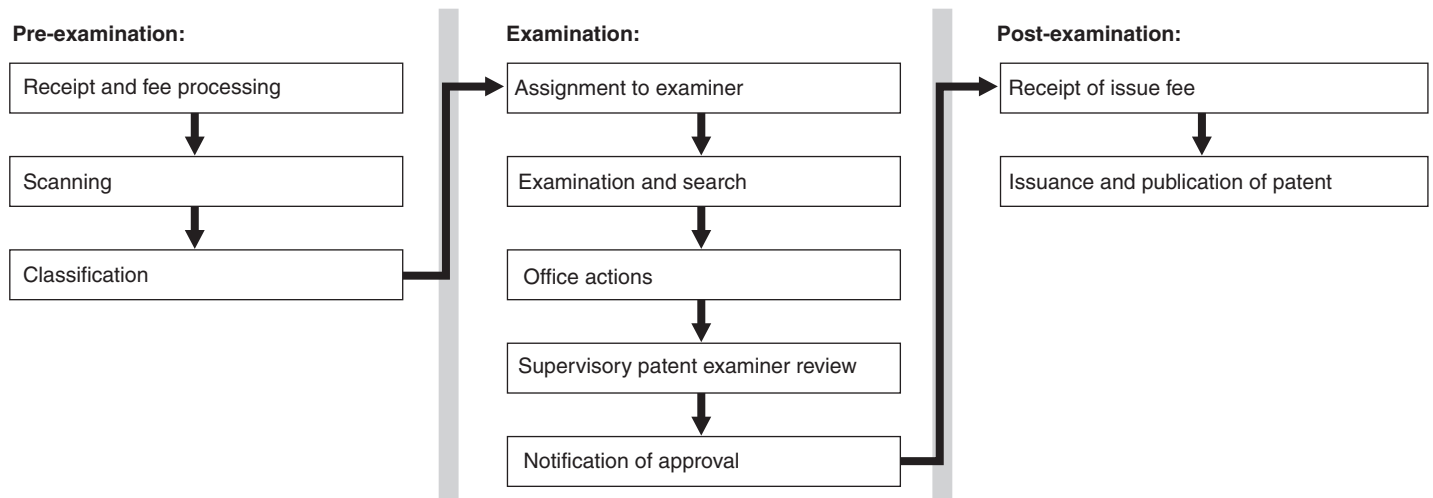 Pre-examination:
Receipt and fee processing
Scanning
Classification
Examination:
Assignment to examiner
Examination and search
Office actions
Supervisory patent examiner review
Notification of approval
Post-examination:
Receipt of issue fee
Issuance and publication of patent